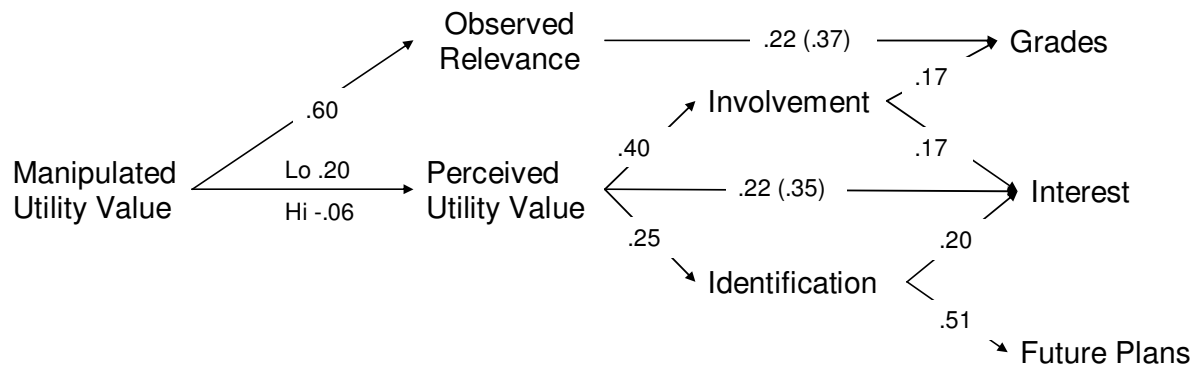 Observed
Relevance
.22 (.37)
Grades
.17
Involvement
.60
.40
.17
Manipulated
Utility Value
Lo .20
Hi -.06
Perceived
Utility Value
.22 (.35)
Interest
.25
.20
Identification
.51
Future Plans